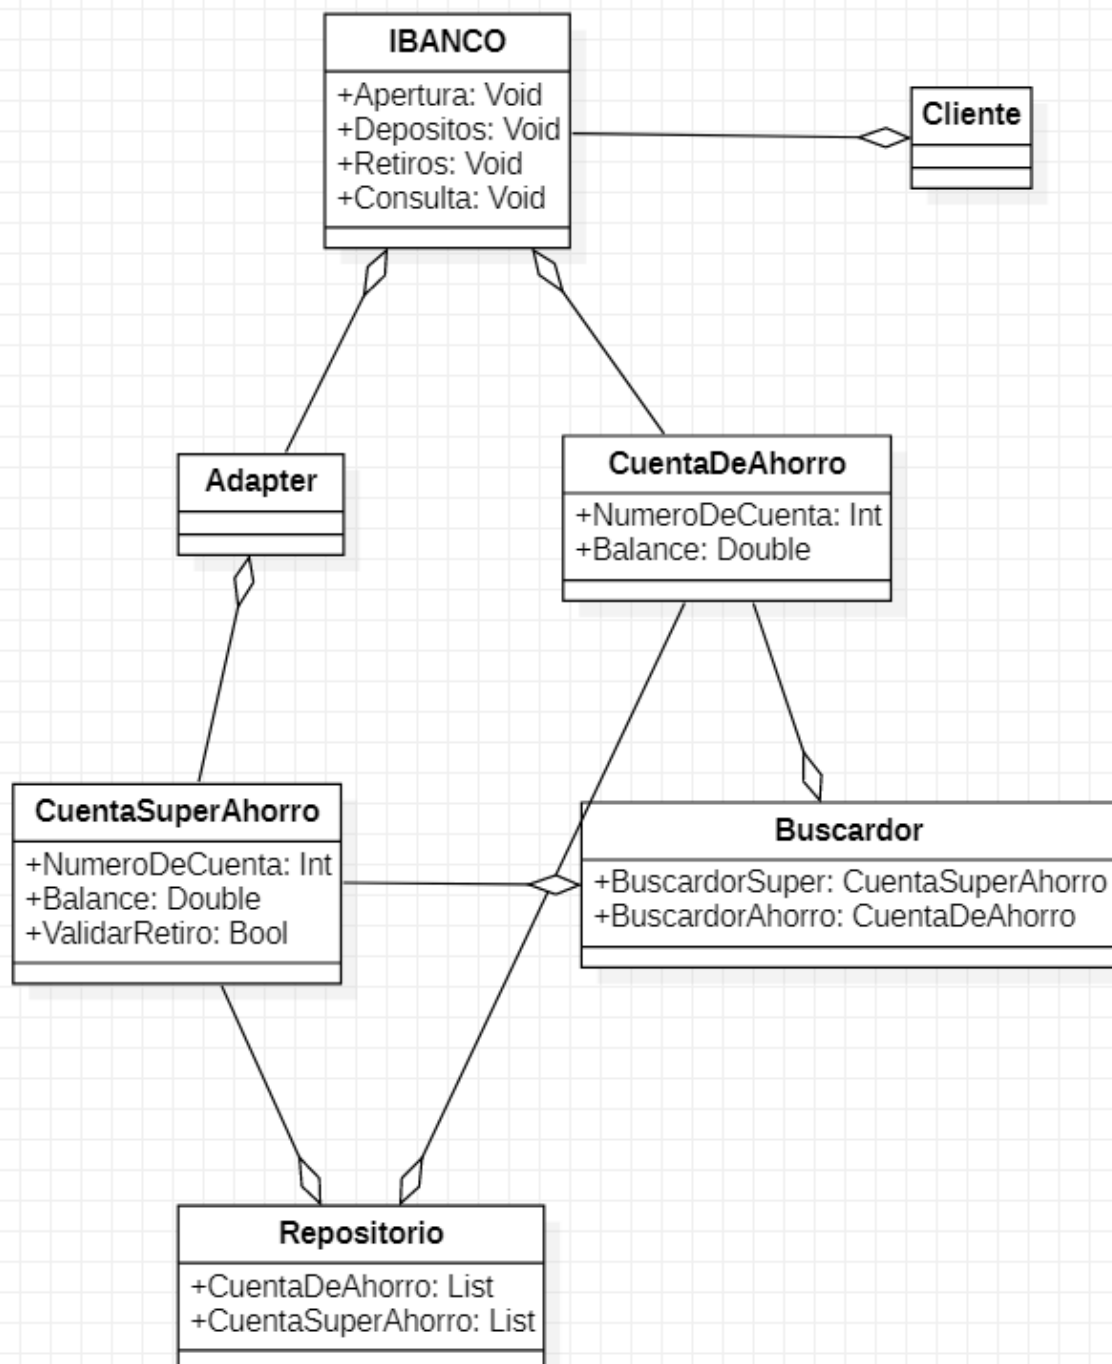 IBANCO
+Apertura: Void
+Depositos: Void
+Retiros: Void
+Consulta: Void
Cliente
Adapter
CuentaDeAhorro
+NumeroDeCuenta: Int
+Balance: Double
CuentaSuperAhorro
+NumeroDeCuenta: Int
+Balance: Double
+ValidarRetiro: Bool
Buscardor
+BuscardorSuper: CuentaSuperAhorro
+BuscardorAhorro: CuentaDeAhorro
Repositorio
+CuentaDeAhorro: List
+CuentaSuperAhorro: List